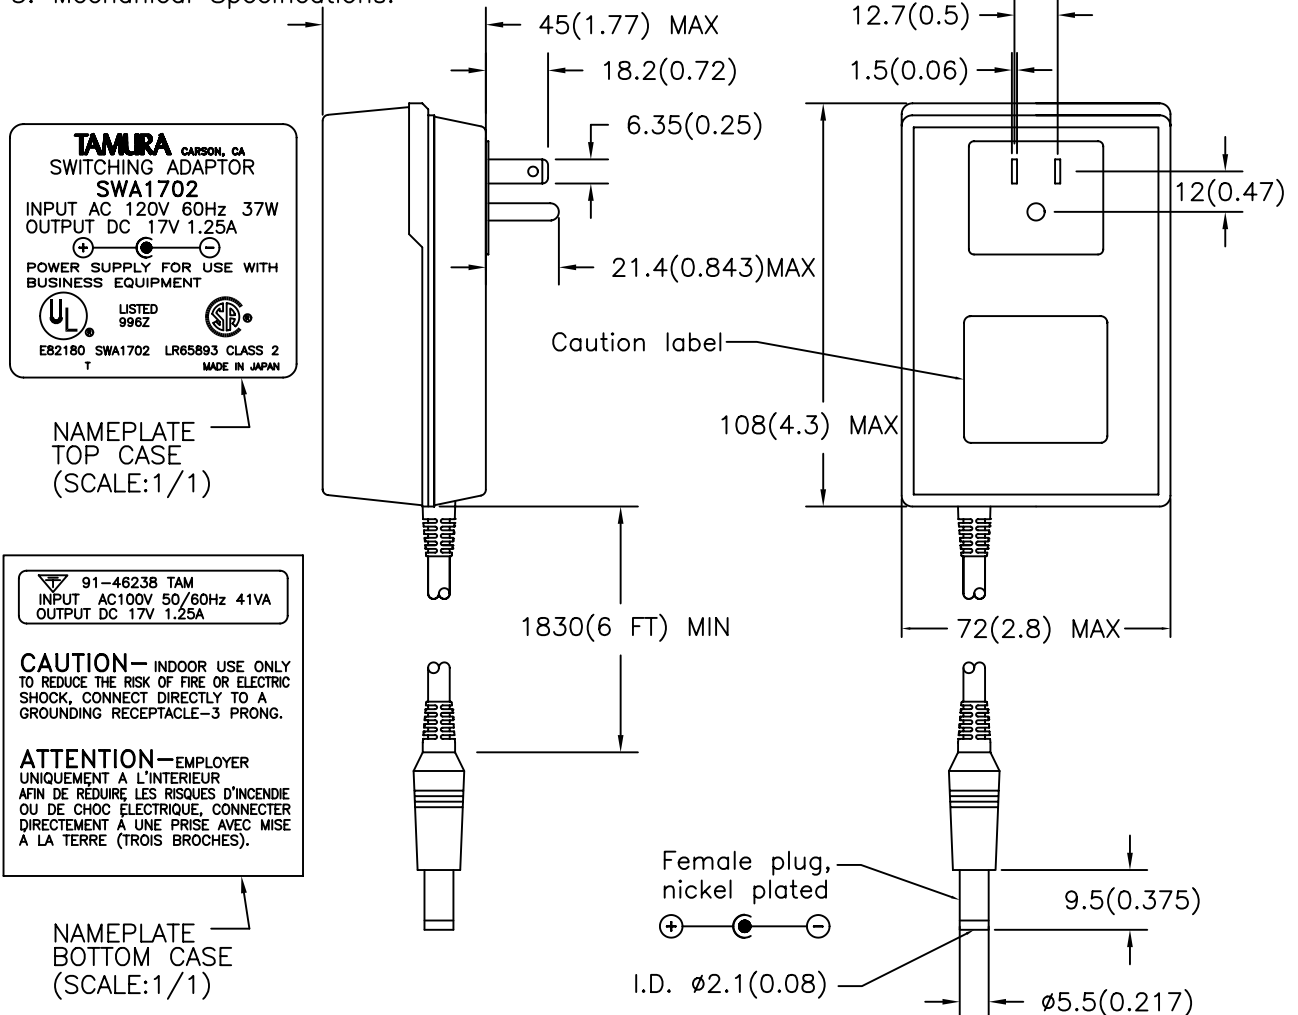 45(1.77) MAX
18.2(0.72)
6.35(0.25)
21.4(0.843)MAX
12.7(0.5)
1.5(0.06)
12(0.47)
TAMURA CARSON, CA
SWITCHING ADAPTOR
SWA1702
INPUT AC 120V 60Hz 37W
OUTPUT DC 17V 1.25A
+ −
POWER SUPPLY FOR USE WITH
BUSINESS EQUIPMENT
UL ® LISTED
996Z
SA ®
E82180 SWA1702 LR65893 CLASS 2
T MADE IN JAPAN
NAMEPLATE
TOP CASE
(SCALE:1/1)
Caution label
108(4.3) MAX
72(2.8) MAX
1830(6 FT) MIN
T 91-46238 TAM
INPUT AC100V 50/60Hz 41VA
OUTPUT DC 17V 1.25A
CAUTION- INDOOR USE ONLY
TO REDUCE THE RISK OF FIRE OR ELECTRIC
SHOCK, CONNECT DIRECTLY TO A
GROUNDING RECEPTACLE-3 PRONG.
ATTENTION-EMPLOYER
UNIQUEMENT A L'INTERIEUR
AFIN DE RÉDUIRE LES RISQUES D'INCENDIE
OU DE CHOC ÉLECTRIQUE, CONNECTER
DIRECTEMENT À UNE PRISE AVEC MISE
À LA TERRE (TROIS BROCHES).
NAMEPLATE
BOTTOM CASE
(SCALE:1/1)
Female plug,
nickel plated
+ −
I.D. ø2.1(0.08)
9.5(0.375)
ø5.5(0.217)